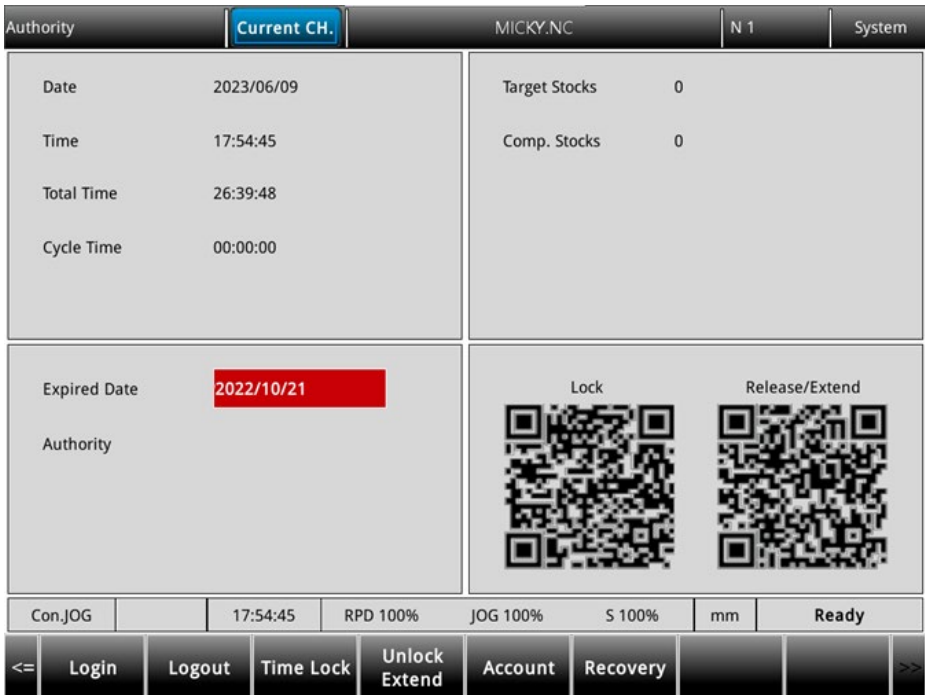 Authority Current CH. MICKY.NC N 1 System
Date 2023/06/09
Time 17:54:45
Total Time 26:39:48
Cycle Time 00:00:00
Target Stocks 0
Comp. Stocks 0
Expired Date 2022/10/21
Authority
Lock Release/Extend
Con.JOG 17:54:45 RPD 100% JOG 100% S 100% mm Ready
<= Login Logout Time Lock Unlock Extend Account Recovery >>